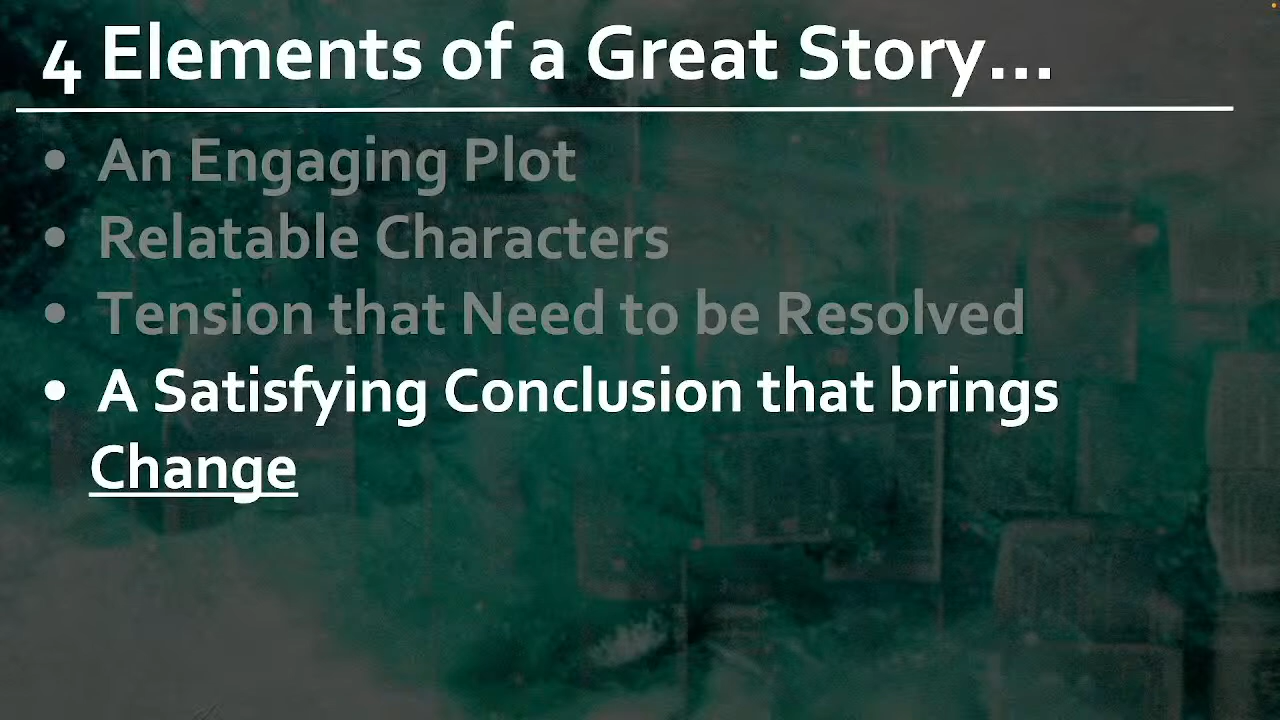 4 Elements of a Great Story...
• An Engaging Plot
• Relatable Characters
• Tension that Need to be Resolved
• A Satisfying Conclusion that brings
Change